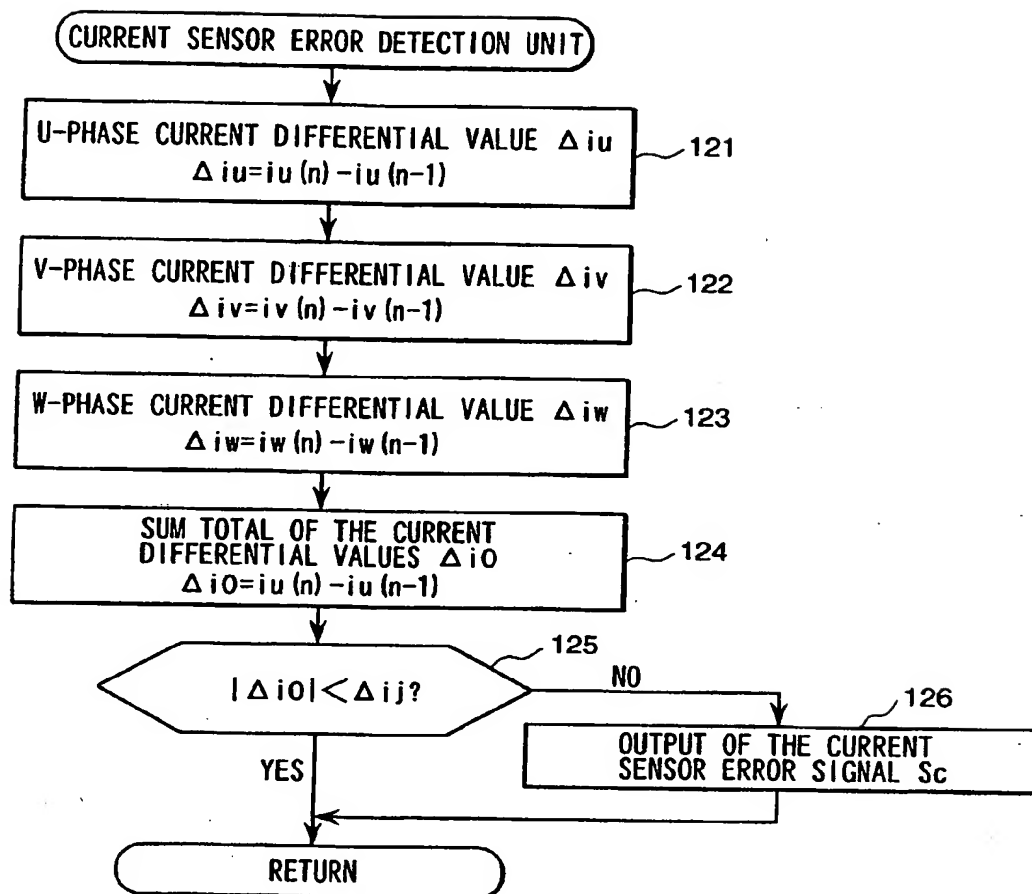 CURRENT SENSOR ERROR DETECTION UNIT
U-PHASE CURRENT DIFFERENTIAL VALUE Δiu
Δiu=iu(n)-iu(n-1)
121
V-PHASE CURRENT DIFFERENTIAL VALUE Δiv
Δiv=iv(n)-iv(n-1)
122
W-PHASE CURRENT DIFFERENTIAL VALUE Δiw
Δiw=iw(n)-iw(n-1)
123
SUM TOTAL OF THE CURRENT
DIFFERENTIAL VALUES Δi0
Δi0=iu(n)-iu(n-1)
124
125
|Δi0|<Δij?
NO
126
OUTPUT OF THE CURRENT
SENSOR ERROR SIGNAL Sc
YES
RETURN